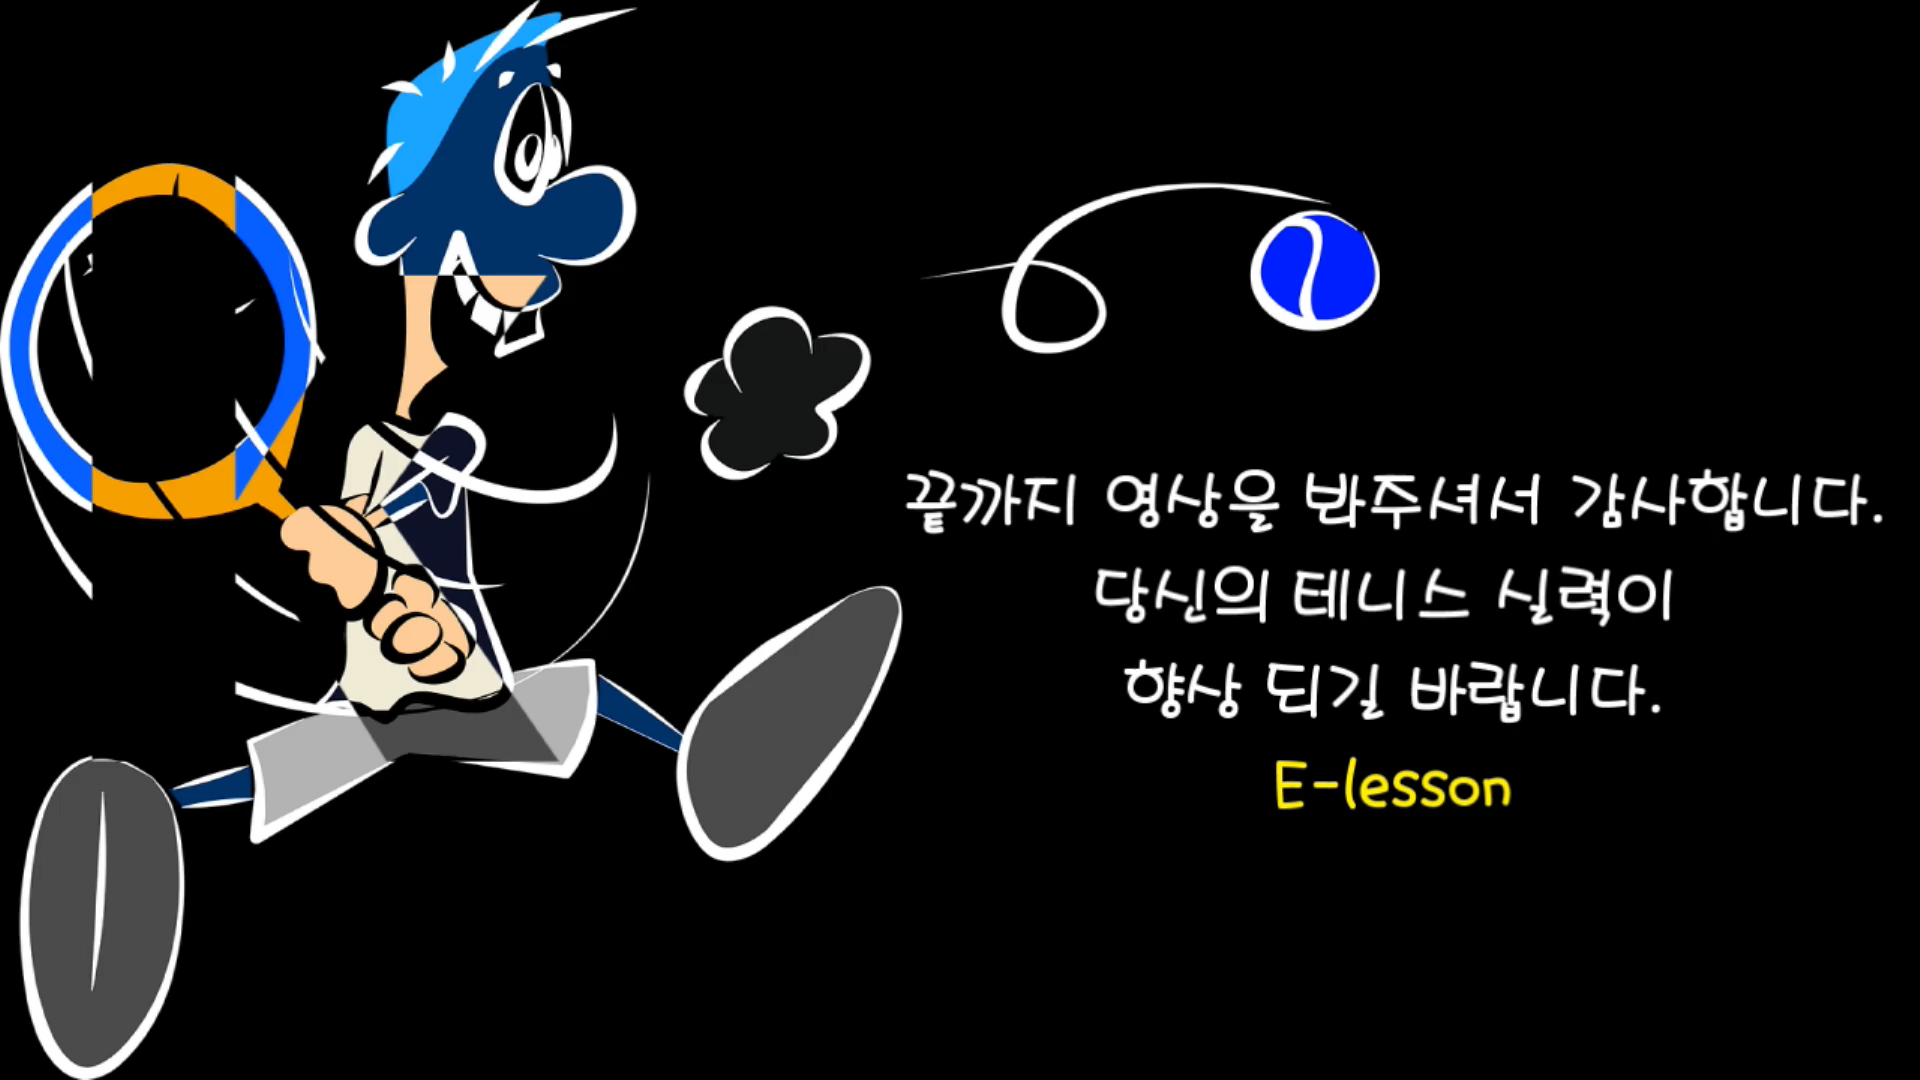 끝까지 영상을 봐주셔서 감사합니다.
당신의 테니스 실력이
향상 되길 바랍니다.
E-lesson